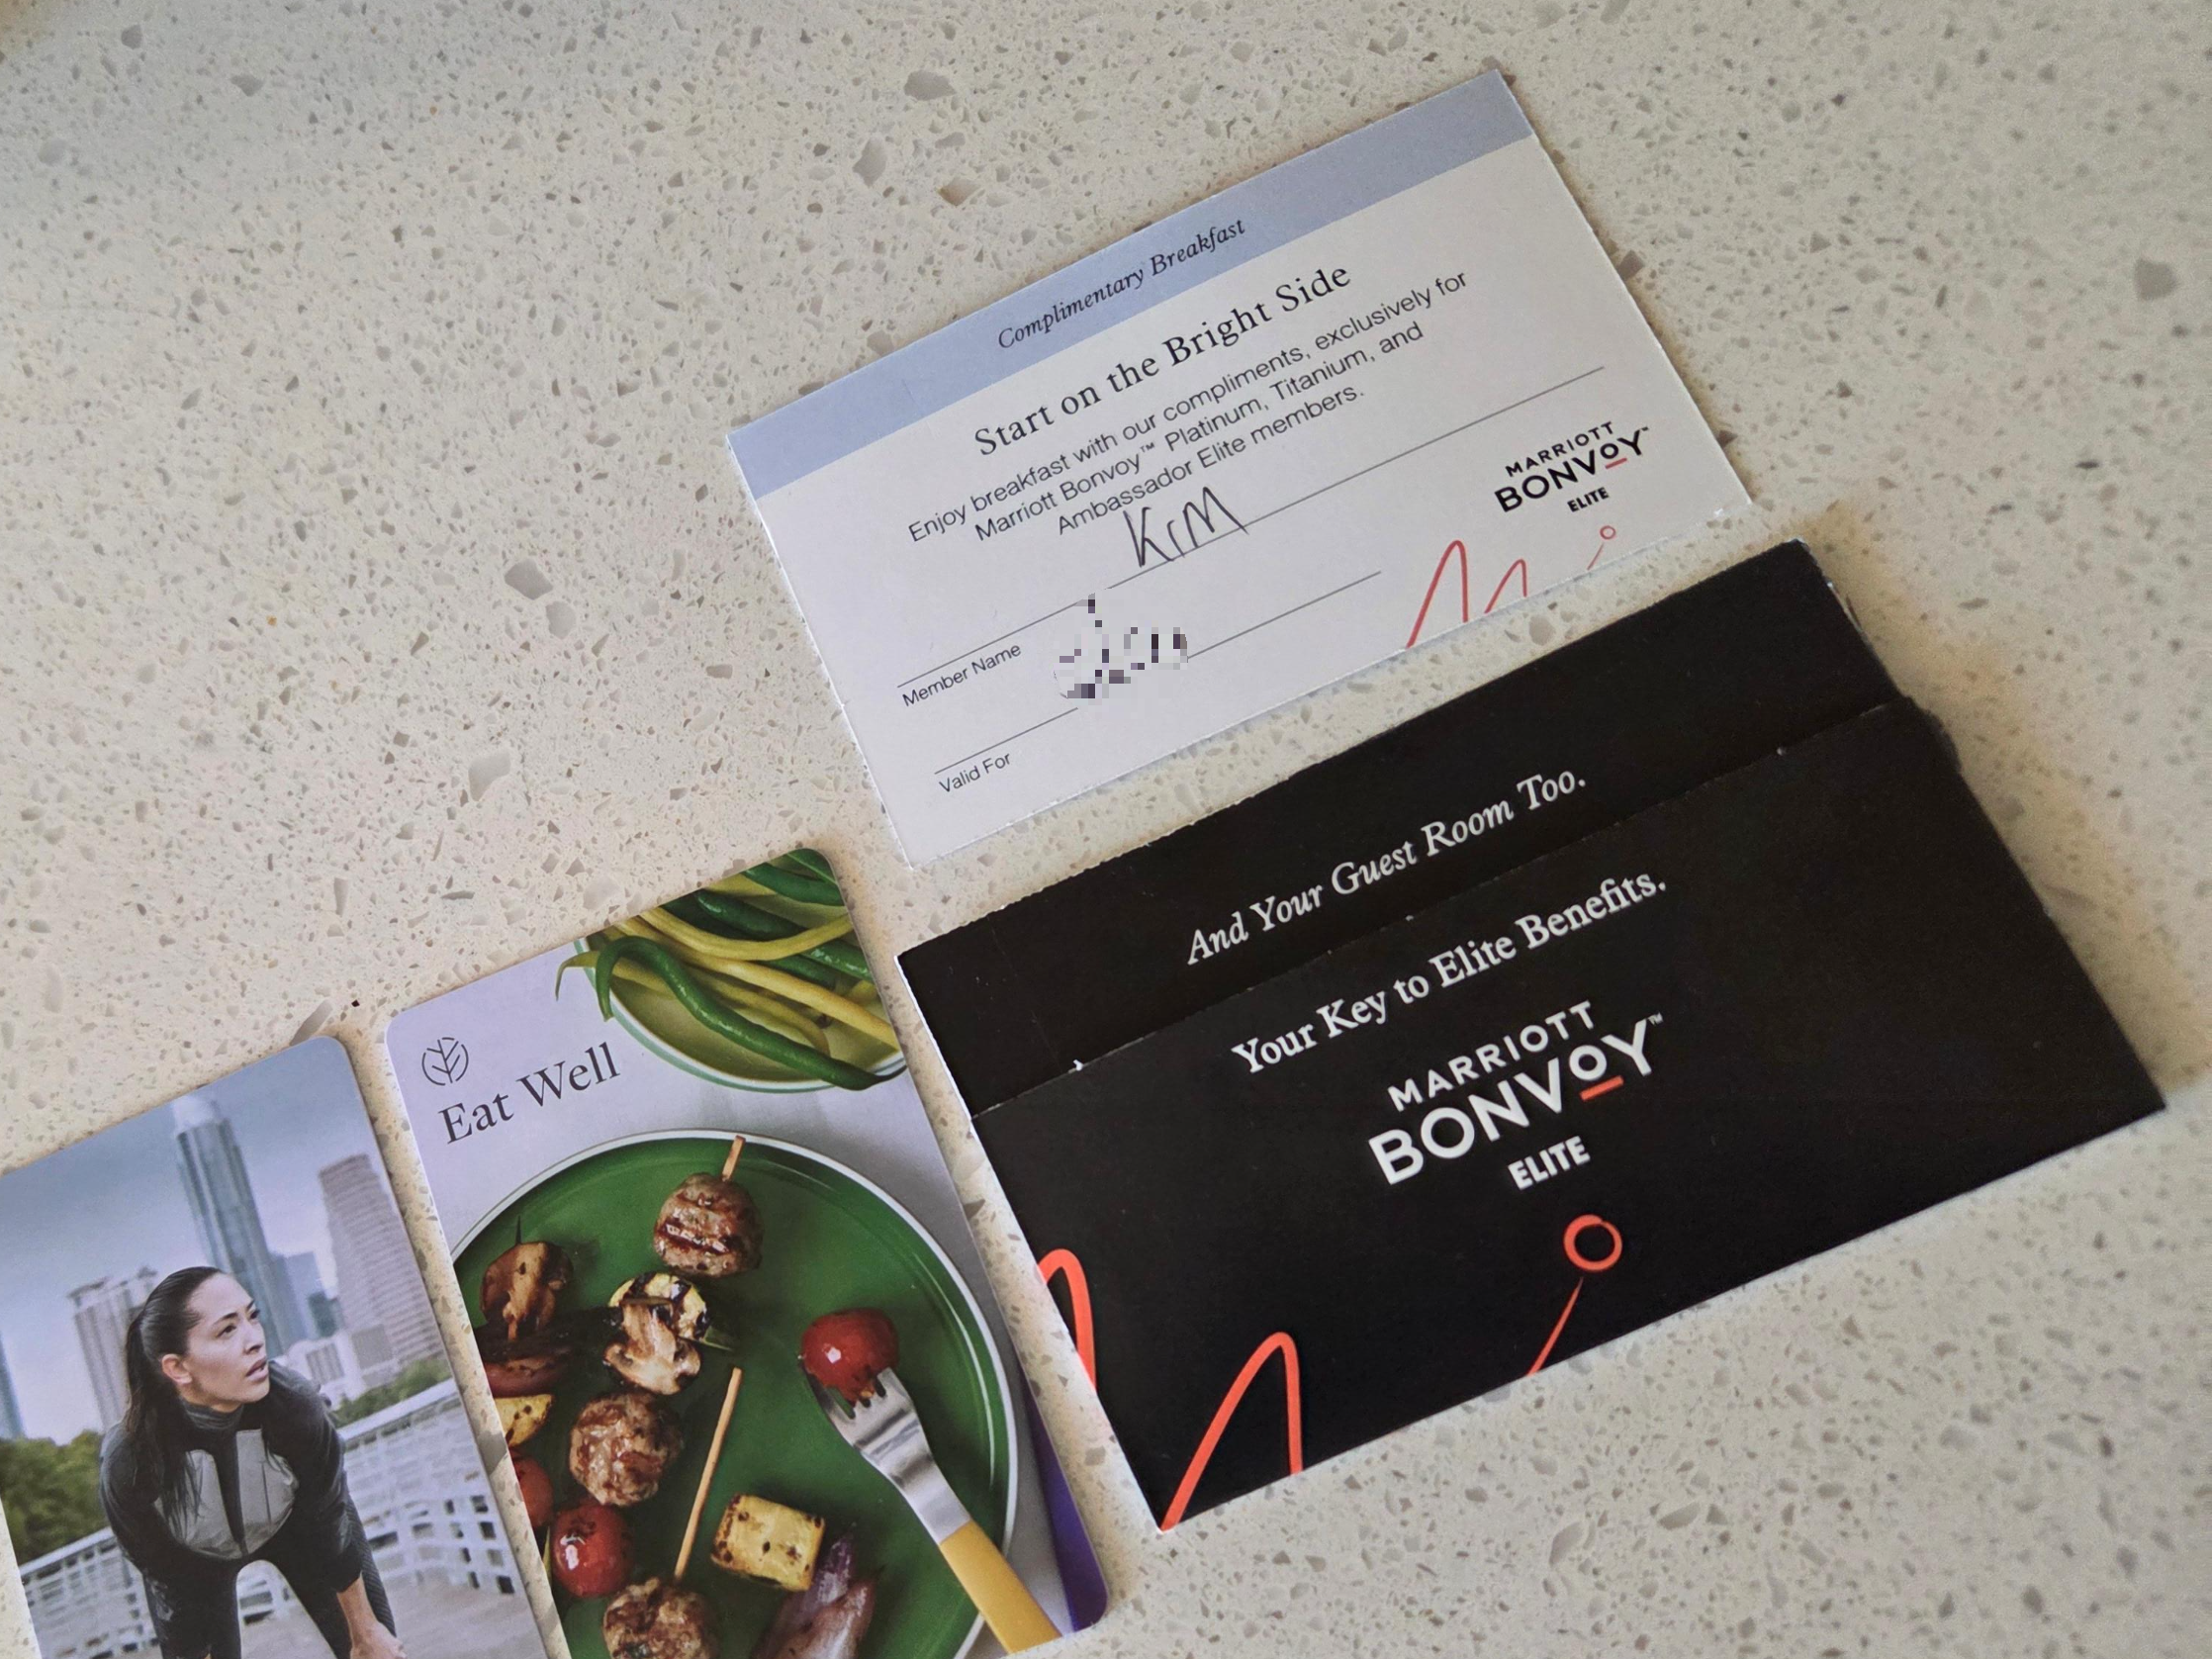 Complimentary Breakfast
Start on the Bright Side
Enjoy breakfast with our compliments, exclusively for
Marriott Bonvoy™ Platinum, Titanium, and
Ambassador Elite members.
Kim
Member Name
Valid For
MARRIOTT
BONVOY™
ELITE
And Your Guest Room Too.
Your Key to Elite Benefits.
MARRIOTT
BONVOY™
ELITE
Eat Well